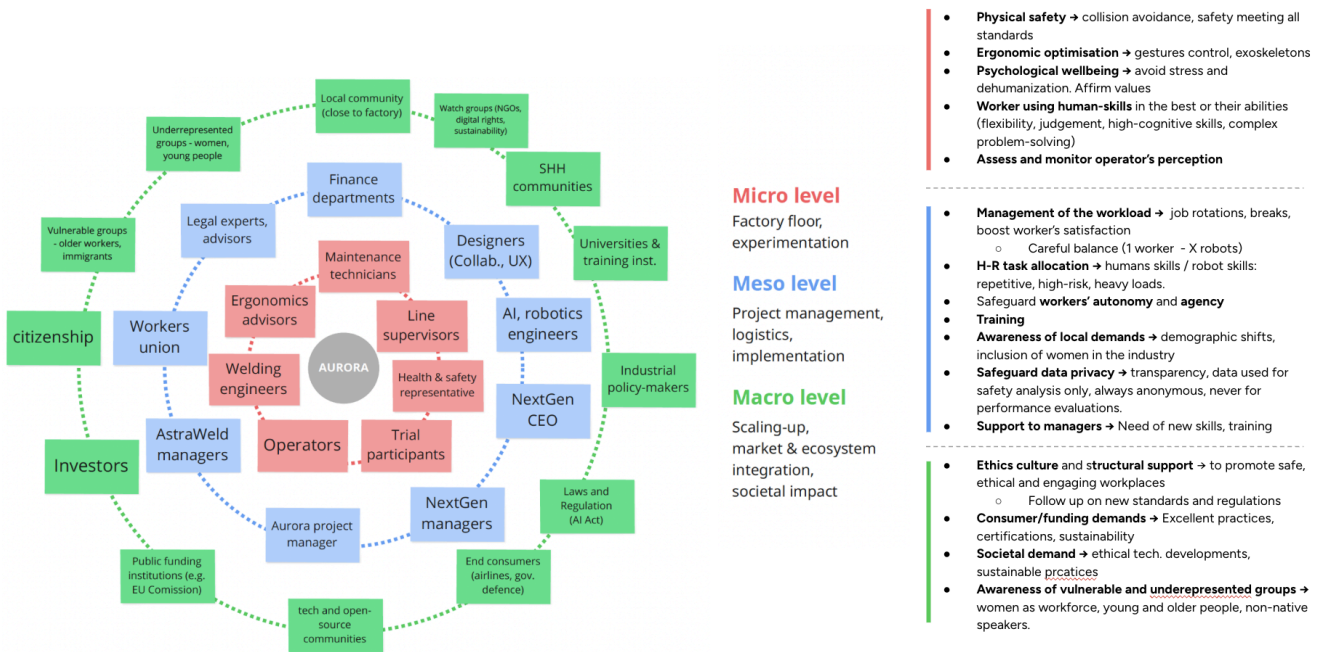 Local community
(close to factory)
Watch groups (NGOs,
digital rights,
sustainability)
Underrepresented
groups - women,
young people
SHH
communities
Finance
departments
Legal experts,
advisors
Vulnerable groups
- older workers,
immigrants
Designers
(Collab., UX)
Universities &
training inst.
Maintenance
technicians
Ergonomics
advisors
Line
supervisors
AI, robotics
engineers
citizenship
Workers
union
AURORA
Welding
engineers
Health & safety
representative
Industrial
policy-makers
NextGen
CEO
AstraWeld
managers
Operators
Trial
participants
Investors
NextGen
managers
Laws and
Regulation
(AI Act)
Aurora project
manager
Public funding
institutions (e.g.
EU Comission)
End consumers
(airlines, gov.
defence)
tech and open-
source
communities
Micro level
Factory floor,
experimentation
Meso level
Project management,
logistics,
implementation
Macro level
Scaling-up,
market & ecosystem
integration,
societal impact
● Physical safety → collision avoidance, safety meeting all
standards
● Ergonomic optimisation → gestures control, exoskeletons
● Psychological wellbeing → avoid stress and
dehumanization. Affirm values
● Worker using human-skills in the best or their abilities
(flexibility, judgement, high-cognitive skills, complex
problem-solving)
● Assess and monitor operator's perception
● Management of the workload → job rotations, breaks,
boost worker's satisfaction
○ Careful balance (1 worker - X robots)
● H-R task allocation → humans skills / robot skills:
repetitive, high-risk, heavy loads.
● Safeguard workers' autonomy and agency
● Training
● Awareness of local demands → demographic shifts,
inclusion of women in the industry
● Safeguard data privacy → transparency, data used for
safety analysis only, always anonymous, never for
performance evaluations.
● Support to managers → Need of new skills, training
● Ethics culture and structural support → to promote safe,
ethical and engaging workplaces
○ Follow up on new standards and regulations
● Consumer/funding demands → Excellent practices,
certifications, sustainability
● Societal demand → ethical tech. developments,
sustainable prcatices
● Awareness of vulnerable and underepresented groups →
women as workforce, young and older people, non-native
speakers.